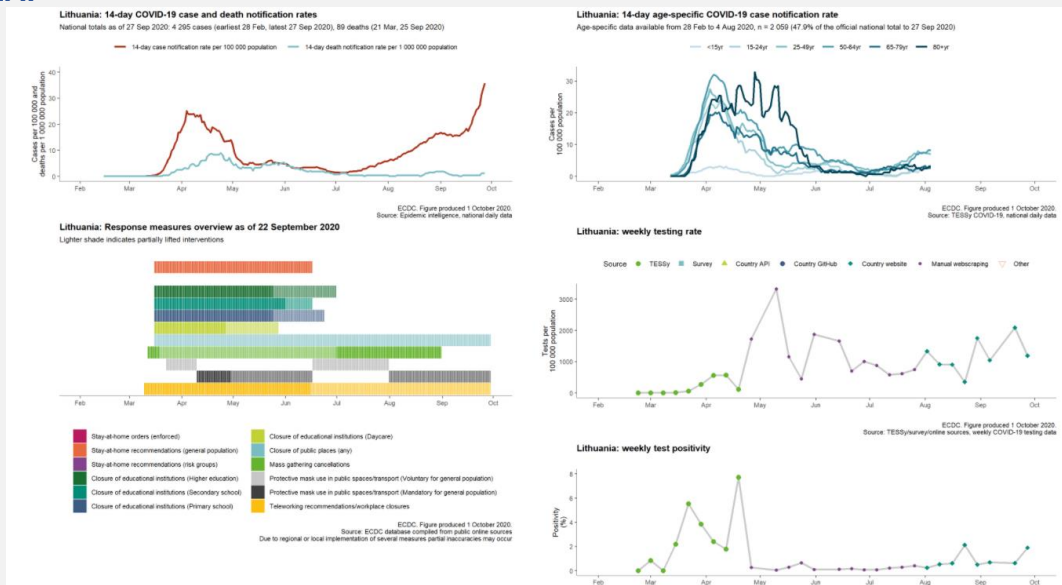 Lithuania: 14-day COVID-19 case and death notification rates
National totals as of 27 Sep 2020: 4 295 cases (earliest 28 Feb, latest 27 Sep 2020), 89 deaths (21 Mar, 25 Sep 2020)
14-day case notification rate per 100 000 population
14-day death notification rate per 1 000 000 population
Cases per 100 000 and
deaths per 1 000 000 population
40
30
20
10
0
Feb Mar Apr May Jun Jul Aug Sep Oct
ECDC. Figure produced 1 October 2020.
Source: Epidemic intelligence, national daily data
Lithuania: Response measures overview as of 22 September 2020
Lighter shade indicates partially lifted interventions
Feb Mar Apr May Jun Jul Aug Sep Oct
Stay-at-home orders (enforced)
Stay-at-home recommendations (general population)
Stay-at-home recommendations (risk groups)
Closure of educational institutions (Higher education)
Closure of educational institutions (Secondary school)
Closure of educational institutions (Primary school)
Closure of educational institutions (Daycare)
Closure of public places (any)
Mass gathering cancellations
Protective mask use in public spaces/transport (Voluntary for general population)
Protective mask use in public spaces/transport (Mandatory for general population)
Teleworking recommendations/workplace closures
ECDC. Figure produced 1 October 2020.
Source: ECDC database compiled from public online sources
Due to regional or local implementation of several measures partial inaccuracies may occur
Lithuania: 14-day age-specific COVID-19 case notification rate
Age-specific data available from 28 Feb to 4 Aug 2020, n = 2 059 (47.9% of the official national total to 27 Sep 2020)
<15yr 15-24yr 25-49yr 50-64yr 65-79yr 80+yr
Cases per
100 000 population
30
20
10
0
Feb Mar Apr May Jun Jul Aug Sep Oct
ECDC. Figure produced 1 October 2020.
Source: TESSy COVID-19, national daily data
Lithuania: weekly testing rate
Source TESSy Survey Country API Country GitHub Country website Manual webscraping Other
Tests per
100 000 population
3000
2000
1000
0
Feb Mar Apr May Jun Jul Aug Sep Oct
ECDC. Figure produced 1 October 2020.
Source: TESSy/survey/online sources, weekly COVID-19 testing data
Lithuania: weekly test positivity
Positivity
(%)
8
6
4
2
0
Feb Mar Apr May Jun Jul Aug Sep Oct